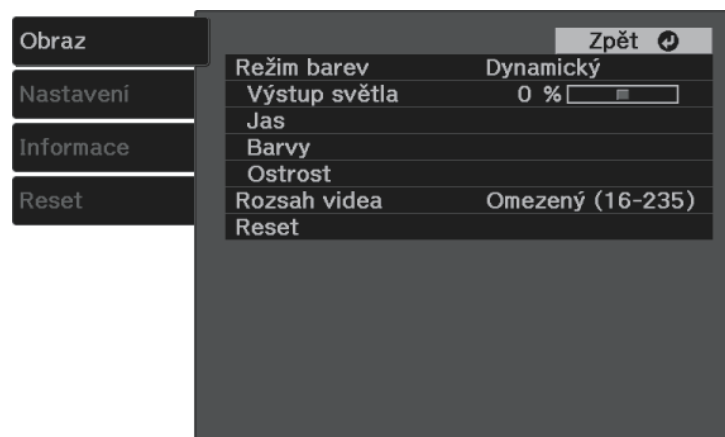 Obraz
Nastavení
Informace
Reset
Zpět
Režim barev Dynamický
Výstup světla 0 %
Jas
Barvy
Ostrost
Rozsah videa Omezený (16-235)
Reset